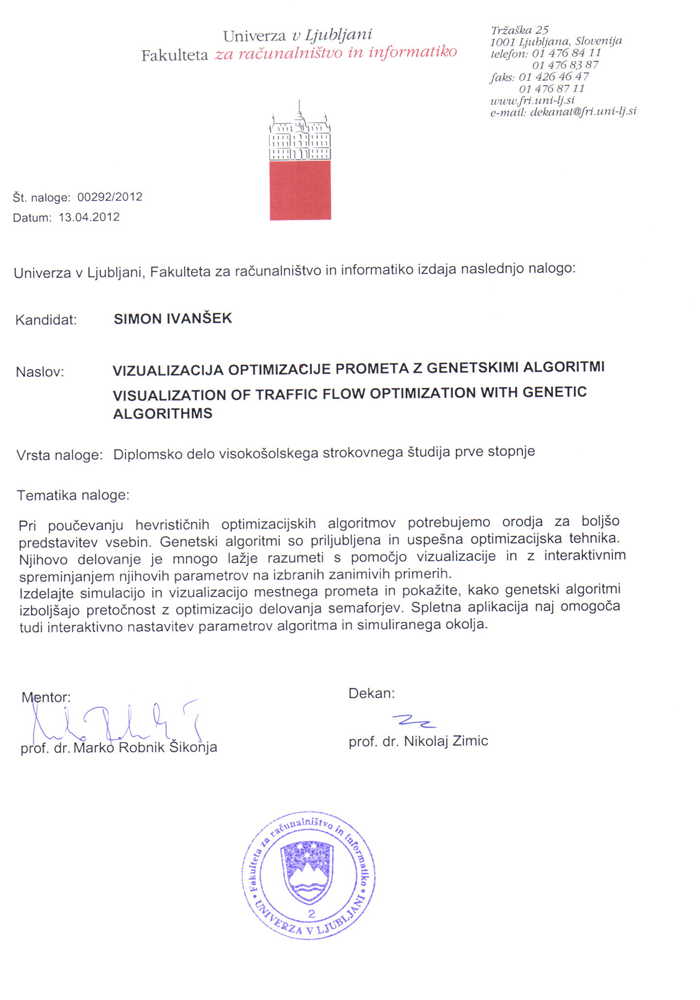 Univerza v Ljubljani
Fakulteta za računalništvo in informatiko
Tržaška 25
1001 Ljubljana, Slovenija
telefon: 01 476 84 11
01 476 83 87
faks: 01 426 46 47
01 476 87 11
www.fri.uni-lj.si
e-mail: dekanat@fri.uni-lj.si
Št. naloge: 00292/2012
Datum: 13.04.2012
Univerza v Ljubljani, Fakulteta za računalništvo in informatiko izdaja naslednjo nalogo:
Kandidat: SIMON IVANŠEK
Naslov: VIZUALIZACIJA OPTIMIZACIJE PROMETA Z GENETSKIMI ALGORITMI
VISUALIZATION OF TRAFFIC FLOW OPTIMIZATION WITH GENETIC
ALGORITHMS
Vrsta naloge: Diplomsko delo visokošolskega strokovnega študija prve stopnje
Tematika naloge:
Pri poučevanju hevrističnih optimizacijskih algoritmov potrebujemo orodja za boljšo
predstavitev vsebin. Genetski algoritmi so priljubljena in uspešna optimizacijska tehnika.
Njihovo delovanje je mnogo lažje razumeti s pomočjo vizualizacije in z interaktivnim
spreminjanjem njihovih parametrov na izbranih zanimivih primerih.
Izdelajte simulacijo in vizualizacijo mestnega prometa in pokažite, kako genetski algoritmi
izboljšajo pretočnost z optimizacijo delovanja semaforjev. Spletna aplikacija naj omogoča
tudi interaktivno nastavitev parametrov algoritma in simuliranega okolja.
Mentor:
prof. dr. Marko Robnik Šikonja
Dekan:
prof. dr. Nikolaj Zimic
Fakulteta za računalništvo in informatiko
2
UNIVERZA V LJUBLJANI